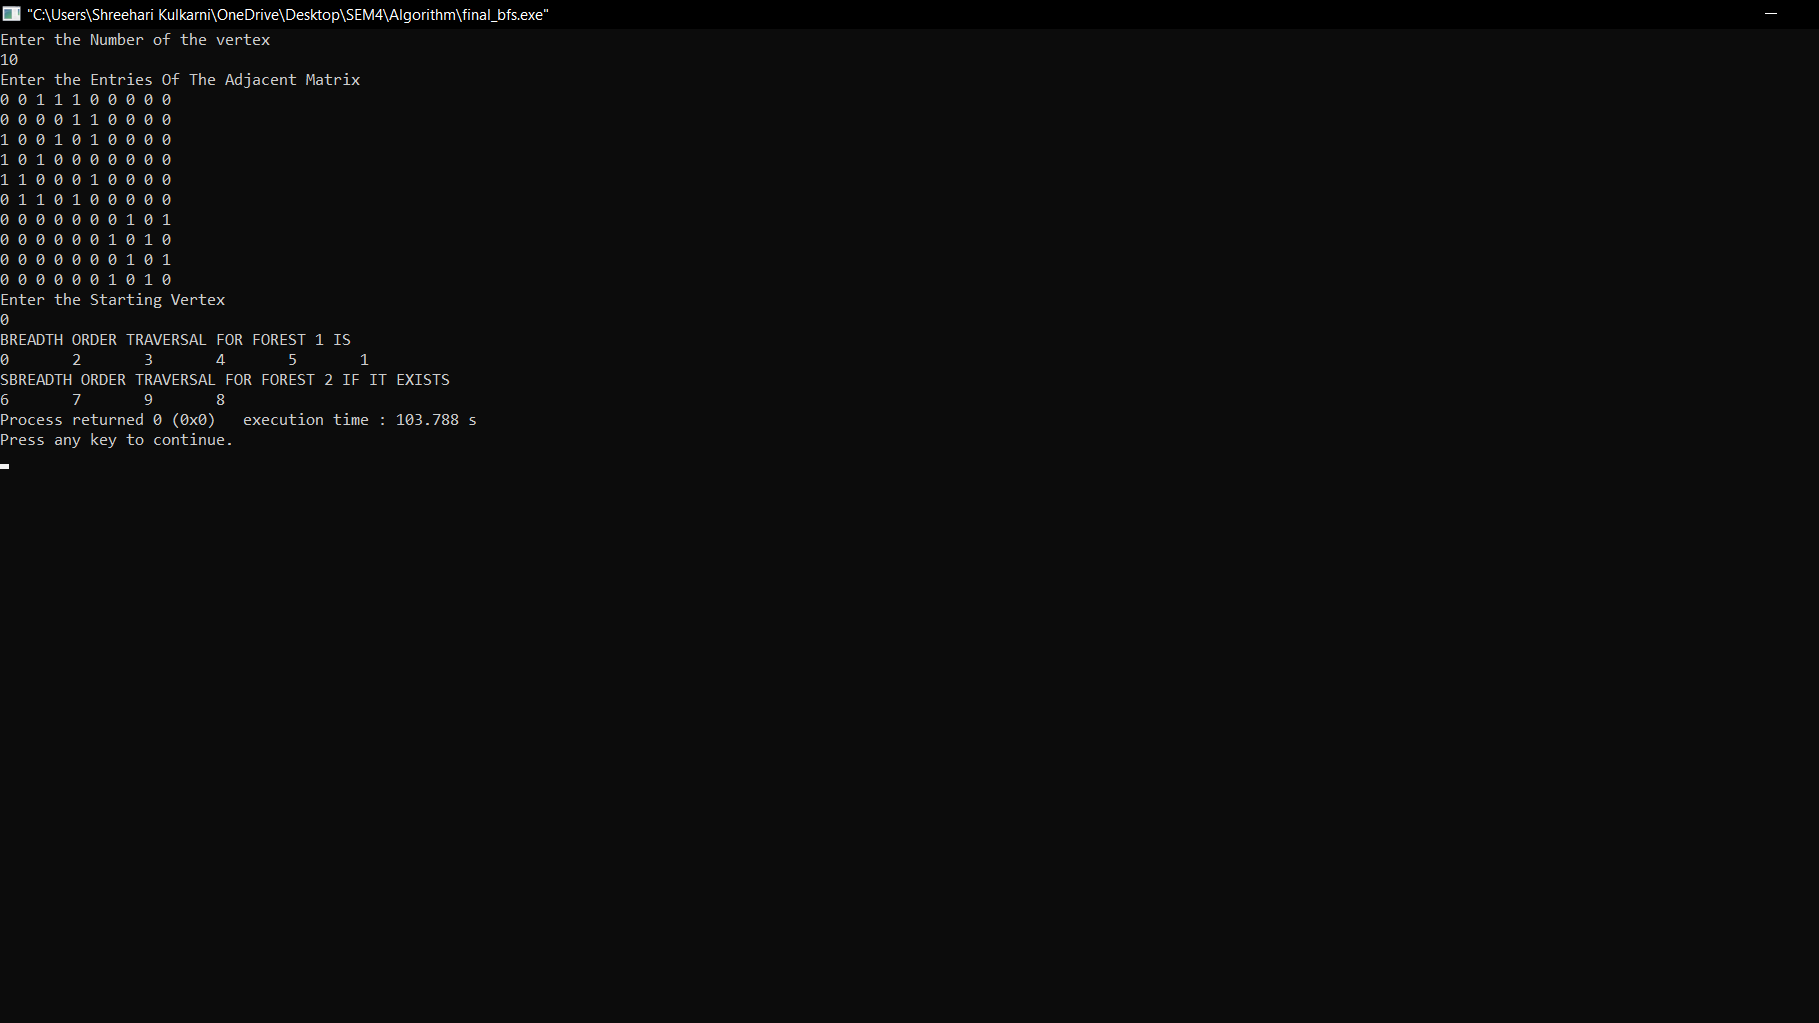 "C:\Users\Shreehari Kulkarni\OneDrive\Desktop\SEM4\Algorithm\final_bfs.exe"
Enter the Number of the vertex
10
Enter the Entries Of The Adjacent Matrix
0 0 1 1 1 0 0 0 0 0
0 0 0 0 1 1 0 0 0 0
1 0 0 1 0 1 0 0 0 0
1 0 1 0 0 0 0 0 0 0
1 1 0 0 0 1 0 0 0 0
0 1 1 0 1 0 0 0 0 0
0 0 0 0 0 0 0 1 0 1
0 0 0 0 0 0 1 0 1 0
0 0 0 0 0 0 0 1 0 1
0 0 0 0 0 0 1 0 1 0
Enter the Starting Vertex
0
BREADTH ORDER TRAVERSAL FOR FOREST 1 IS
0       2       3       4       5       1
SBREADTH ORDER TRAVERSAL FOR FOREST 2 IF IT EXISTS
6       7       9       8
Process returned 0 (0x0)   execution time : 103.788 s
Press any key to continue.